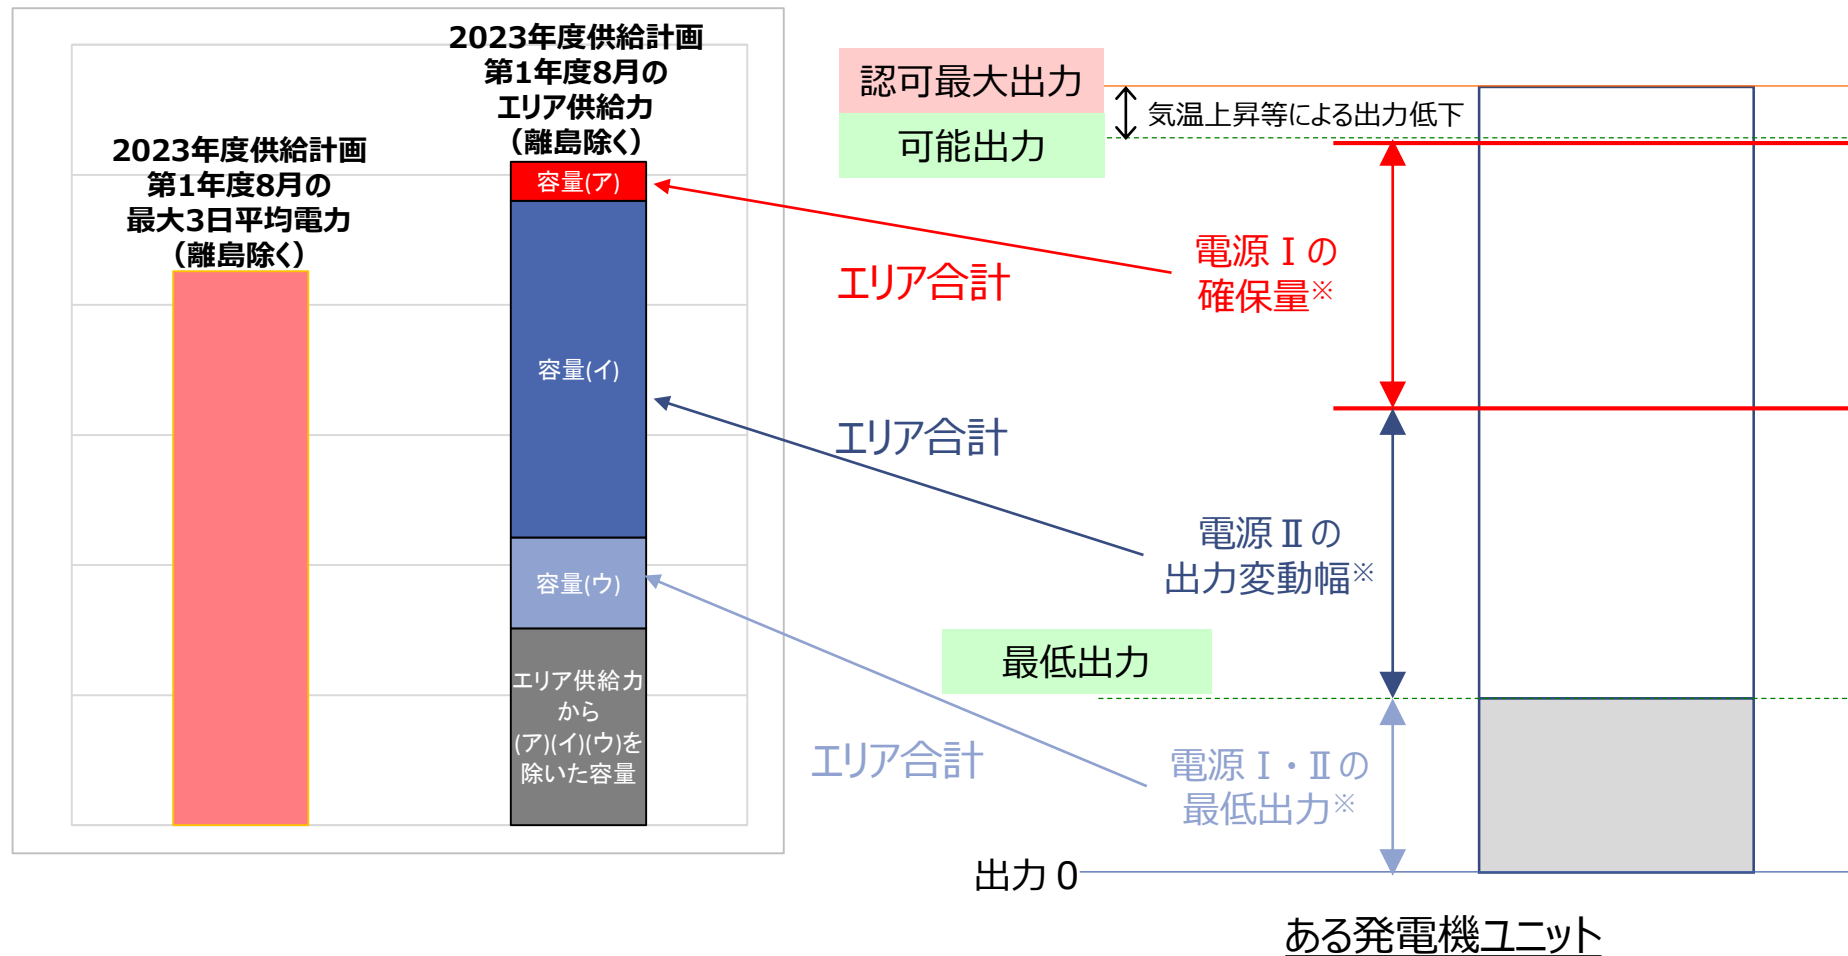 2023年度供給計画
第1年度8月の
最大3日平均電力
（離島除く）
2023年度供給計画
第1年度8月の
エリア供給力
（離島除く）
容量(ア)
容量(イ)
容量(ウ)
エリア供給力
から
(ア)(イ)(ウ)を
除いた容量
エリア合計
エリア合計
エリア合計
認可最大出力
可能出力
気温上昇等による出力低下
電源Ⅰの
確保量※
電源Ⅱの
出力変動幅※
最低出力
電源Ⅰ・Ⅱの
最低出力※
出力０
ある発電機ユニット